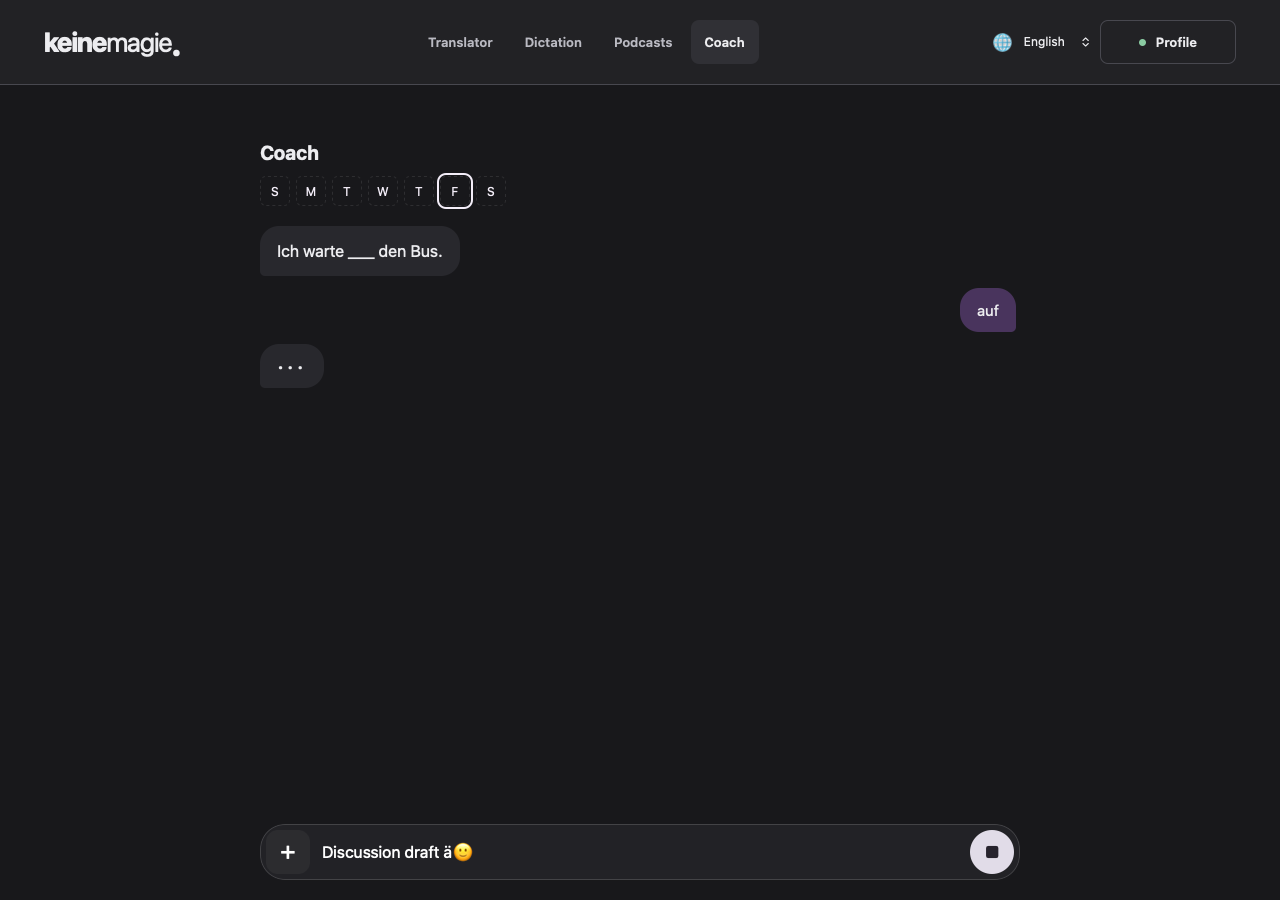 keinemagie.
Translator
Dictation
Podcasts
Coach
English
Profile
Coach
S M T W T F S
Ich warte ___ den Bus.
auf
...
Discussion draft ä🙂